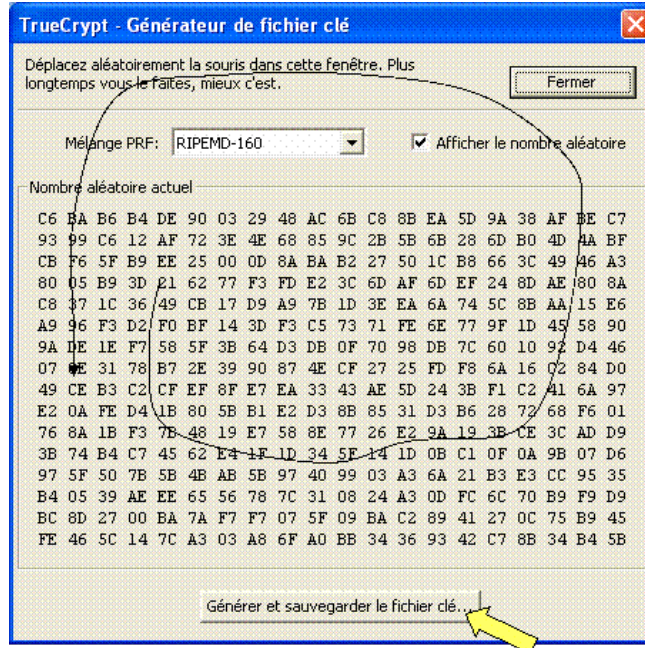 TrueCrypt - Générateur de fichier clé
Déplacez aléatoirement la souris dans cette fenêtre. Plus
longtemps vous le faites, mieux c'est.
Fermer
Mélange PRF: RIPEMD-160
Afficher le nombre aléatoire
Nombre aléatoire actuel
C6 BA B6 B4 DE 90 03 29 48 AC 6B C8 8B EA 5D 9A 38 AF BE C7
93 99 C6 12 AF 72 3E 4E 68 85 9C 2B 5B 6B 28 6D B0 4D 4A BF
CB F6 5F B9 EE 25 00 0D 8A BA B2 27 50 1C B8 66 3C 49 46 A3
80 05 B9 3D 21 62 77 F3 FD E2 3C 6D AF 6D EF 24 8D AE 80 8A
C8 37 1C 36 49 CB 17 D9 A9 7B 1D 3E EA 6A 74 5C 8B AA 15 E6
A9 96 F3 D2 F0 BF 14 3D F3 C5 73 71 FE 6E 77 9F 1D 45 58 90
9A DE 1E F7 58 5F 3B 64 D3 DB 0F 70 98 DB 7C 60 10 92 D4 46
07 31 78 B7 2E 39 90 87 4E CF 27 25 FD F8 6A 16 C2 84 D0
49 CE B3 C2 CF EF 8F E7 EA 33 43 AE 5D 24 3B F1 C2 41 6A 97
E2 0A FE D4 1B 80 5B B1 E2 D3 8B 85 31 D3 B6 28 72 68 F6 01
76 8A 1B F3 7B 48 19 E7 58 8E 77 26 E2 9A 19 3B CE 3C AD D9
3B 74 B4 C7 45 62 E4 1F 1D 34 5F 14 1D 0B C1 0F 0A 9B 07 D6
97 5F 50 7B 5B 4B AB 5B 97 40 99 03 A3 6A 21 B3 E3 CC 95 35
B4 05 39 AE EE 65 56 78 7C 31 08 24 A3 0D FC 6C 70 B9 F9 D9
BC 8D 27 00 BA 7A F7 F7 07 5F 09 BA C2 89 41 27 0C 75 B9 45
FE 46 5C 14 7C A3 03 A8 6F A0 BB 34 36 93 42 C7 8B 34 B4 5B
Générer et sauvegarder le fichier clé...